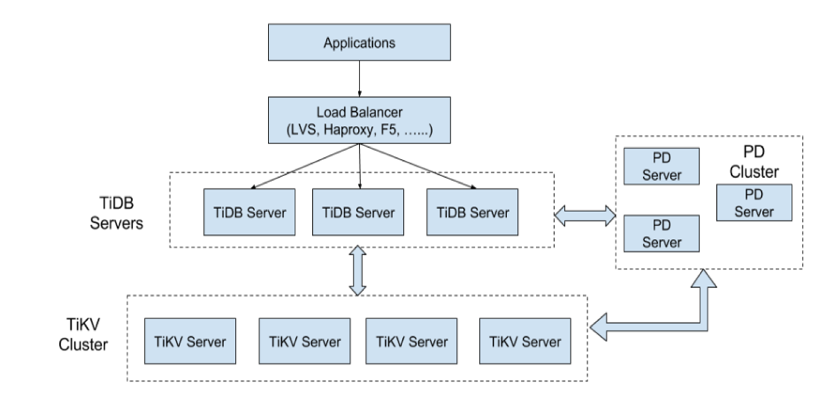 Applications
Load Balancer
(LVS, Haproxy, F5, …...)
TiDB
Servers
TiDB Server
TiDB Server
TiDB Server
PD
Cluster
PD
Server
PD
Server
PD
Server
TiKV
Cluster
TiKV Server
TiKV Server
TiKV Server
TiKV Server